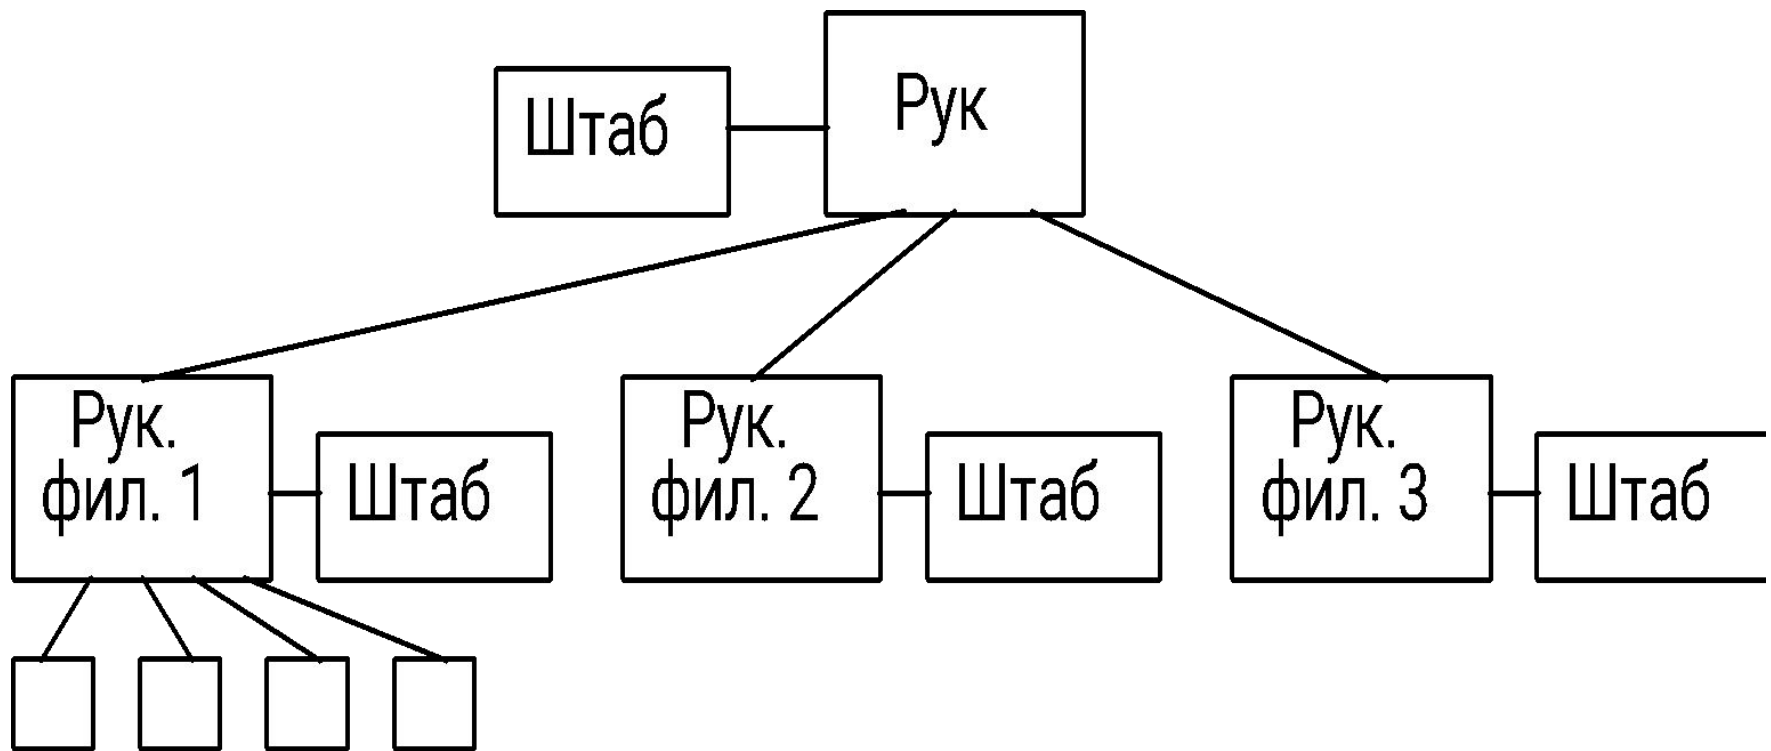 Штаб
Рук
Рук.
фил. 1
Штаб
Рук.
фил. 2
Штаб
Рук.
фил. 3
Штаб